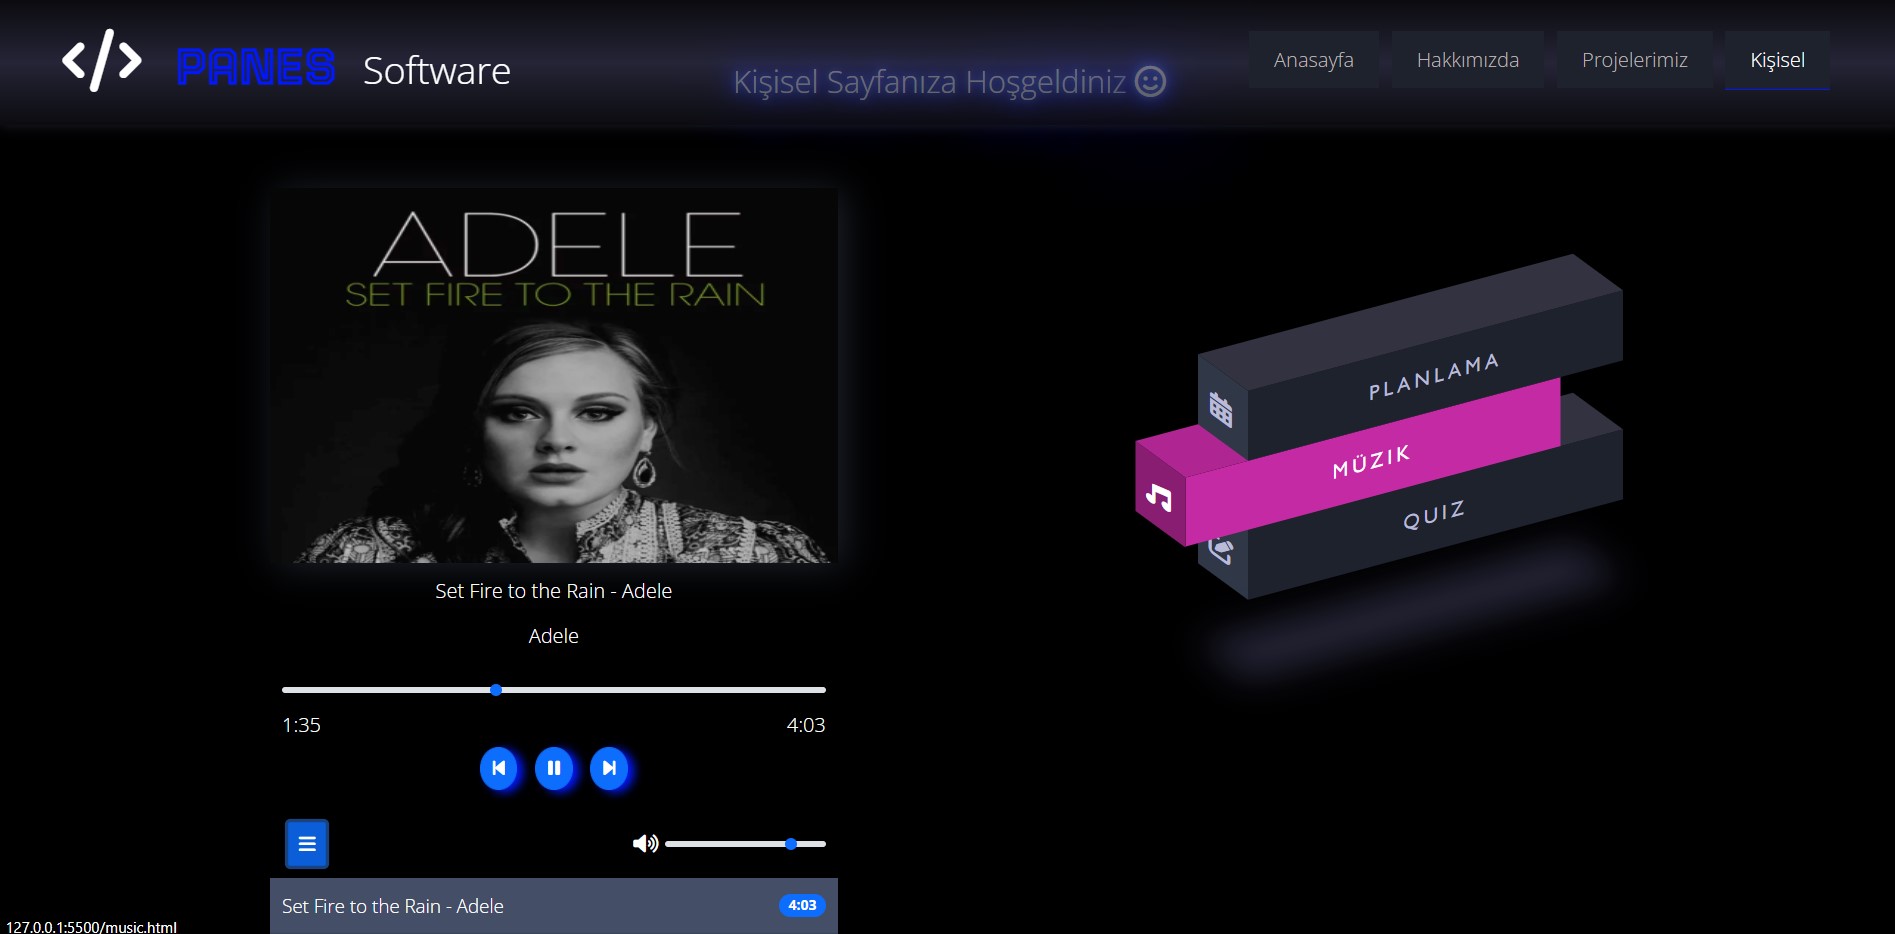 PANES Software
Kişisel Sayfanıza Hoşgeldiniz
Anasayfa
Hakkımızda
Projelerimiz
Kişisel
ADELE
SET FIRE TO THE RAIN
Set Fire to the Rain - Adele
Adele
1:35
4:03
Set Fire to the Rain - Adele
4:03
PLANLAMA
MÜZIK
QUIZ
127.0.0.1:5500/music.html